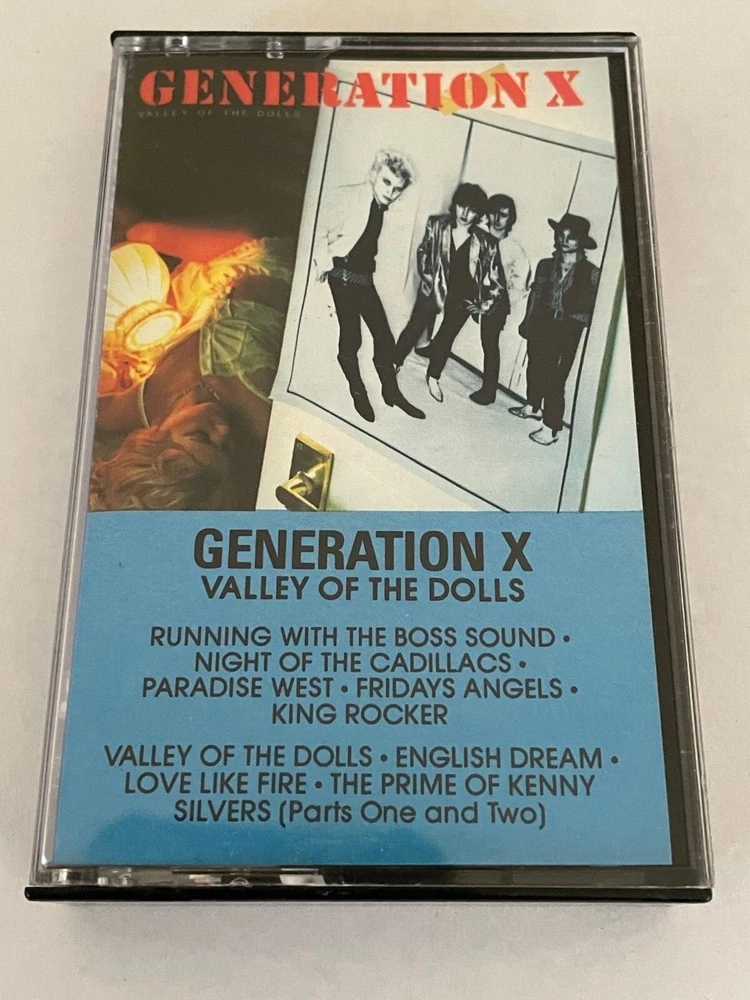 GENERATION X
VALLEY OF THE DOLLS
GENERATION X
VALLEY OF THE DOLLS
RUNNING WITH THE BOSS SOUND •
NIGHT OF THE CADILLACS •
PARADISE WEST • FRIDAYS ANGELS •
KING ROCKER
VALLEY OF THE DOLLS • ENGLISH DREAM •
LOVE LIKE FIRE • THE PRIME OF KENNY
SILVERS (Parts One and Two)